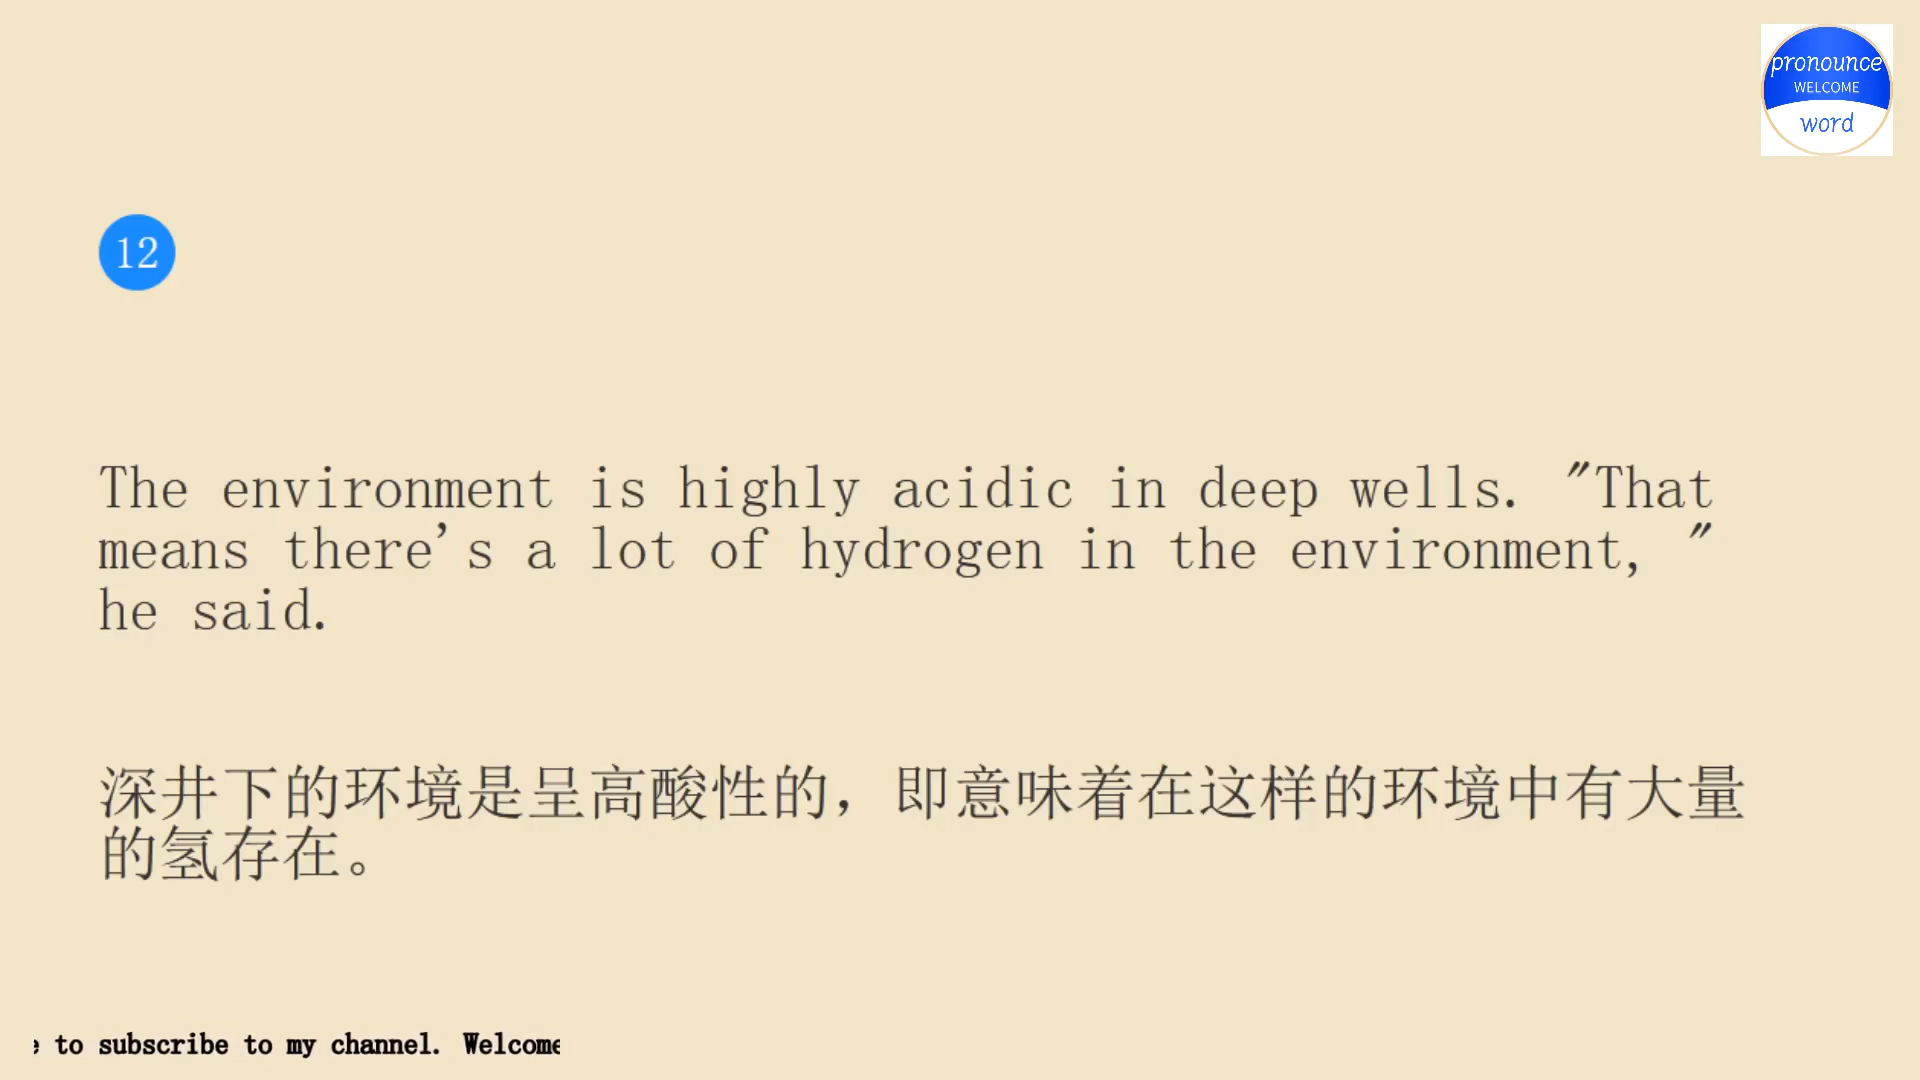 pronounce
WELCOME
word
12
The environment is highly acidic in deep wells. "That
means there's a lot of hydrogen in the environment, "
he said.
深井下的环境是呈高酸性的，即意味着在这样的环境中有大量
的氢存在。
to subscribe to my channel. Welcome